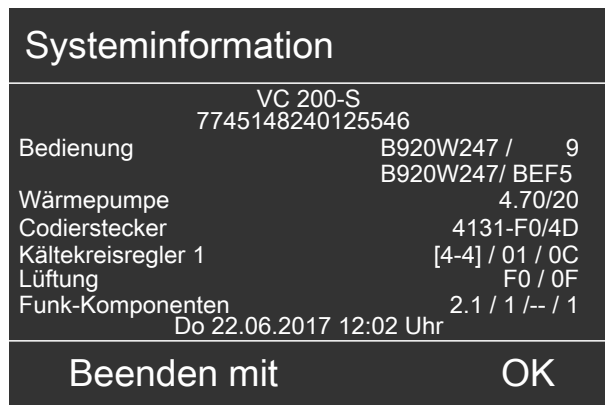 Systeminformation
VC 200-S
7745148240125546
Bedienung B920W247 / 9
B920W247/ BEF5
Wärmepumpe 4.70/20
Codierstecker 4131-F0/4D
Kältekreisregler 1 [4-4] / 01 / 0C
Lüftung F0 / 0F
Funk-Komponenten 2.1 / 1 /-- / 1
Do 22.06.2017 12:02 Uhr
Beenden mit OK